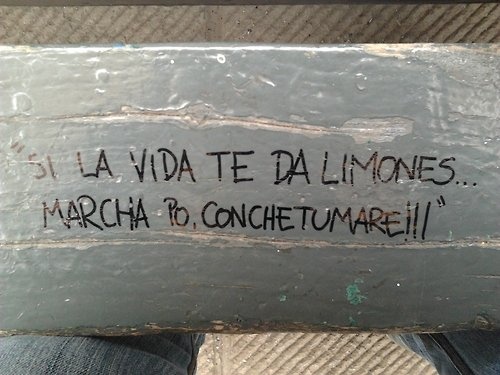 "SI LA VIDA TE DA LIMONES...
MARCHA PO, CONCHETUMARE!!!"